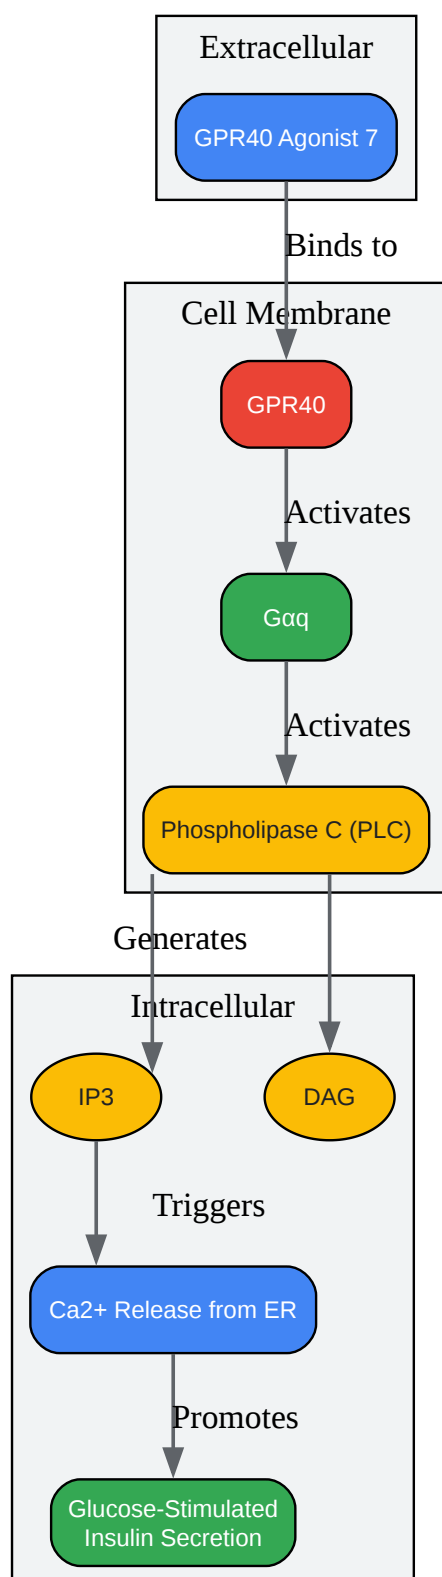 Extracellular
GPR40 Agonist 7
Binds to
Cell Membrane
GPR40
Activates
Gαq
Activates
Phospholipase C (PLC)
Generates
Intracellular
IP3
DAG
Triggers
Ca2+ Release from ER
Promotes
Glucose-Stimulated
Insulin Secretion